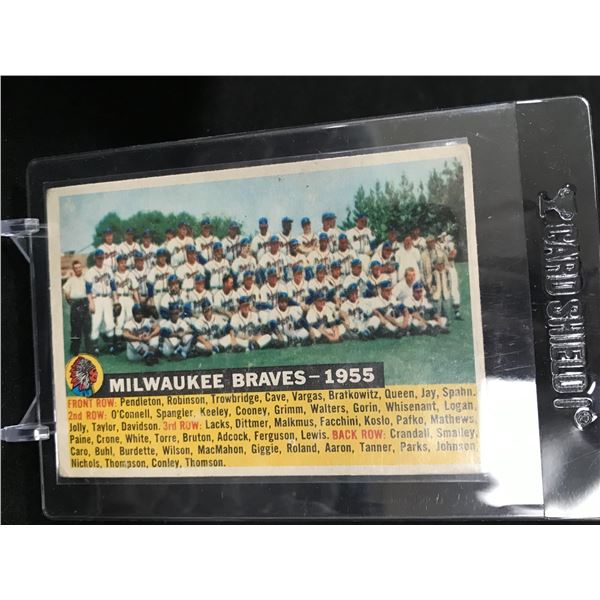 MILWAUKEE BRAVES – 1955
FRONT ROW: Pendleton, Robinson, Trowbridge, Cave, Vargas, Bratkowitz, Queen, Jay, Spahn.
2nd ROW: O'Connell, Spangler, Keeley, Cooney, Grimm, Walters, Gorin, Whisenant, Logan,
Jolly, Taylor, Davidson. 3rd ROW: Lacks, Dittmer, Malkmus, Facchini, Koslo, Pafko, Mathews,
Paine, Crone, White, Torre, Bruton, Adcock, Ferguson, Lewis. BACK ROW: Crandall, Smalley,
Caro, Buhl, Burdette, Wilson, MacMahon, Giggie, Roland, Aaron, Tanner, Parks, Johnson,
Nichols, Thompson, Conley, Thomson.
CARD SHIELD